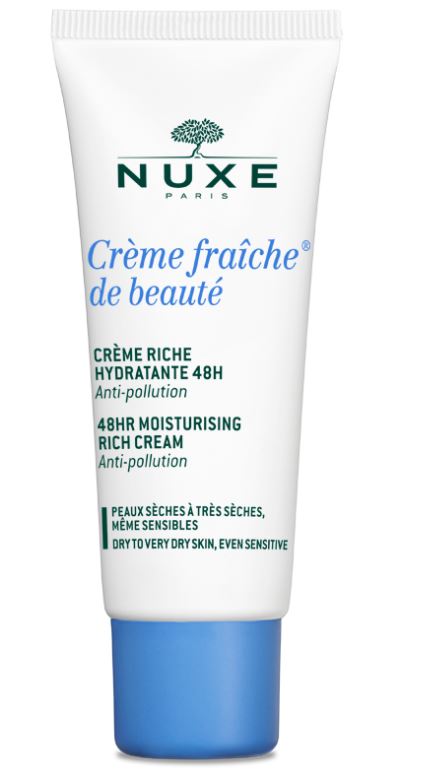 NUXE
PARIS
Crème fraîche®
de beauté
CRÈME RICHE
HYDRATANTE 48H
Anti-pollution
48HR MOISTURISING
RICH CREAM
Anti-pollution
PEAUX SÈCHES À TRÈS SÈCHES,
MÊME SENSIBLES
DRY TO VERY DRY SKIN, EVEN SENSITIVE